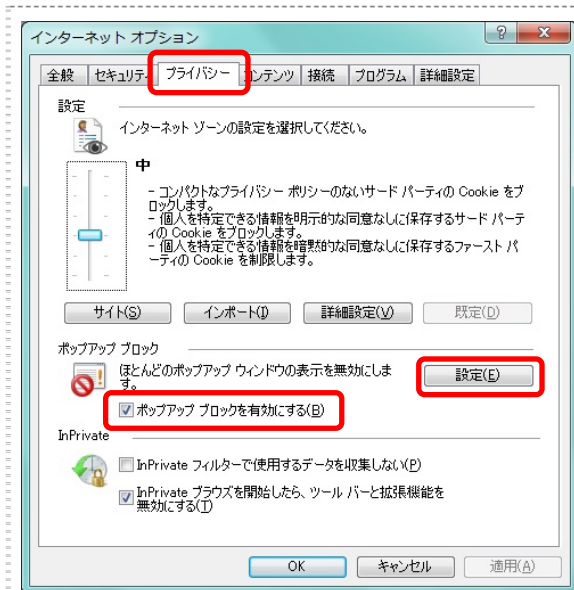 インターネット オプション
全般 セキュリティ プライバシー コンテンツ 接続 プログラム 詳細設定
設定
インターネット ゾーンの設定を選択してください。
中
- コンパクトなプライバシー ポリシーのないサード パーティの Cookie をブ
ロックします。
- 個人を特定できる情報を明示的な同意なしに保存するサード パーテ
ィの Cookie をブロックします。
- 個人を特定できる情報を暗黙的な同意なしに保存するファースト パ
ーティの Cookie を制限します。
サイト(S) インポート(I) 詳細設定(V) 既定(D)
ポップアップ ブロック
ほとんどのポップアップ ウィンドウの表示を無効にしま
す。
設定(E)
ポップアップ ブロックを有効にする(B)
InPrivate
InPrivate フィルターで使用するデータを収集しない(P)
InPrivate ブラウズを開始したら、ツール バーと拡張機能を
無効にする(T)
OK キャンセル 適用(A)